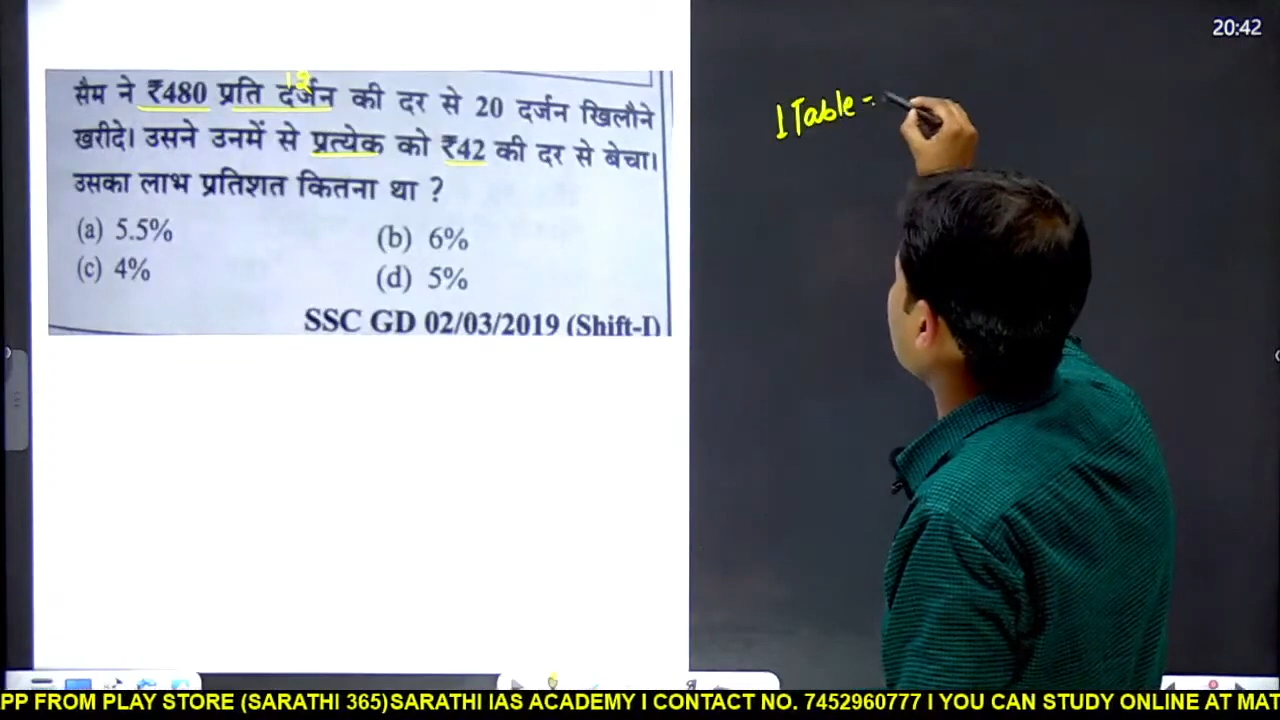 20:42
12
सैम ने ₹480 प्रति दर्जन की दर से 20 दर्जन खिलौने
खरीदे। उसने उनमें से प्रत्येक को ₹42 की दर से बेचा।
उसका लाभ प्रतिशत कितना था ?
(a) 5.5% (b) 6%
(c) 4% (d) 5%
SSC GD 02/03/2019 (Shift-I)
1 Table -
PP FROM PLAY STORE (SARATHI 365)SARATHI IAS ACADEMY I CONTACT NO. 7452960777 I YOU CAN STUDY ONLINE AT MAT